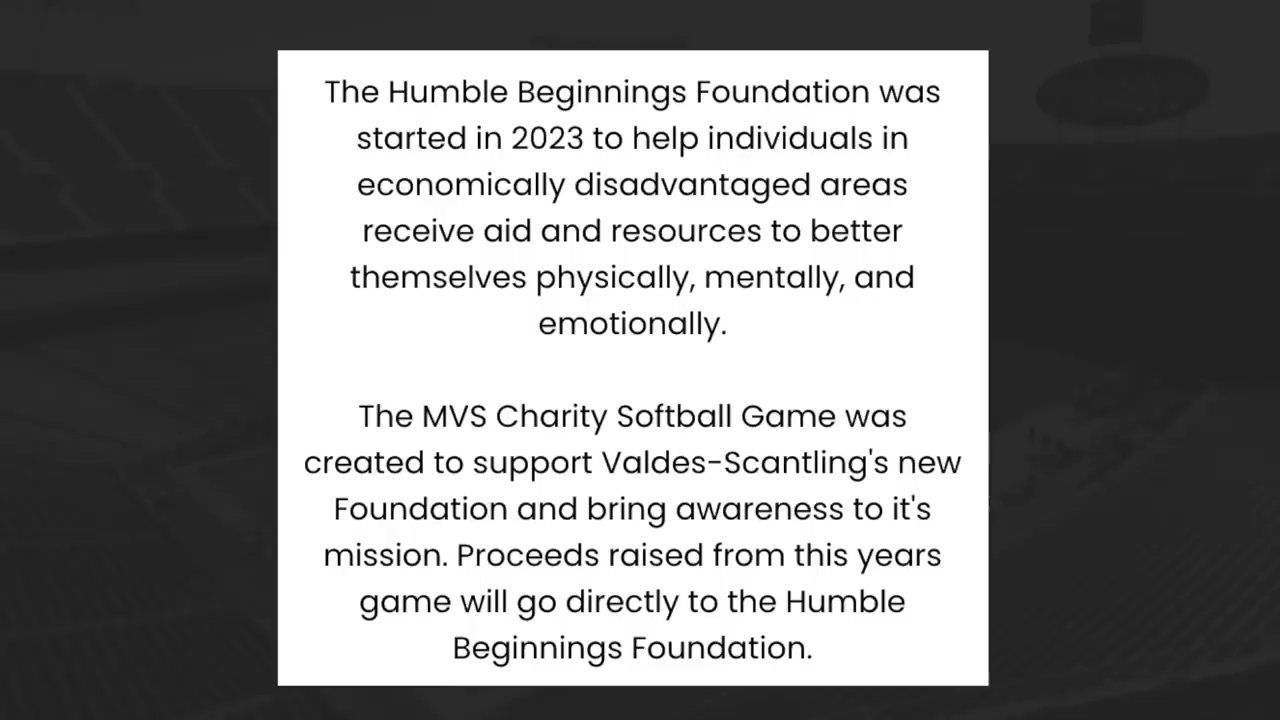 The Humble Beginnings Foundation was
started in 2023 to help individuals in
economically disadvantaged areas
receive aid and resources to better
themselves physically, mentally, and
emotionally.
The MVS Charity Softball Game was
created to support Valdes-Scantling's new
Foundation and bring awareness to it's
mission. Proceeds raised from this years
game will go directly to the Humble
Beginnings Foundation.